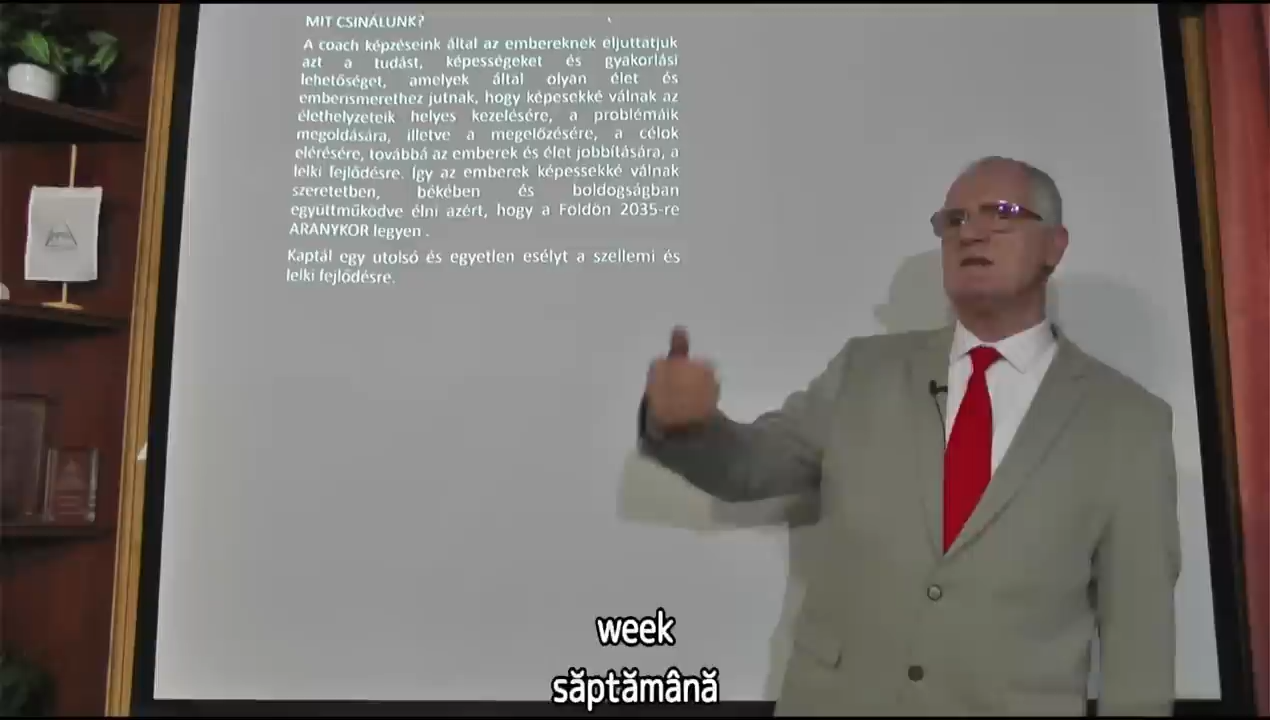 MIT CSINÁLUNK?
A coach képzéseink által az embereknek eljuttatjuk
azt a tudást, képességeket és gyakorlási
lehetőséget, amelyek által olyan élet és
emberismerethez jutnak, hogy képesekké válnak az
élethelyzeteik helyes kezelésére, a problémáik
megoldására, illetve a megelőzésére, a célok
elérésére, továbbá az emberek és élet jobbítására, a
lelki fejlődésre. Így az emberek képessekké válnak
szeretetben, békében és boldogságban
együttműködve élni azért, hogy a Földön 2035-re
ARANYKOR legyen .
Kaptál egy utolsó és egyetlen esélyt a szellemi és
lelki fejlődésre.
week
săptămână